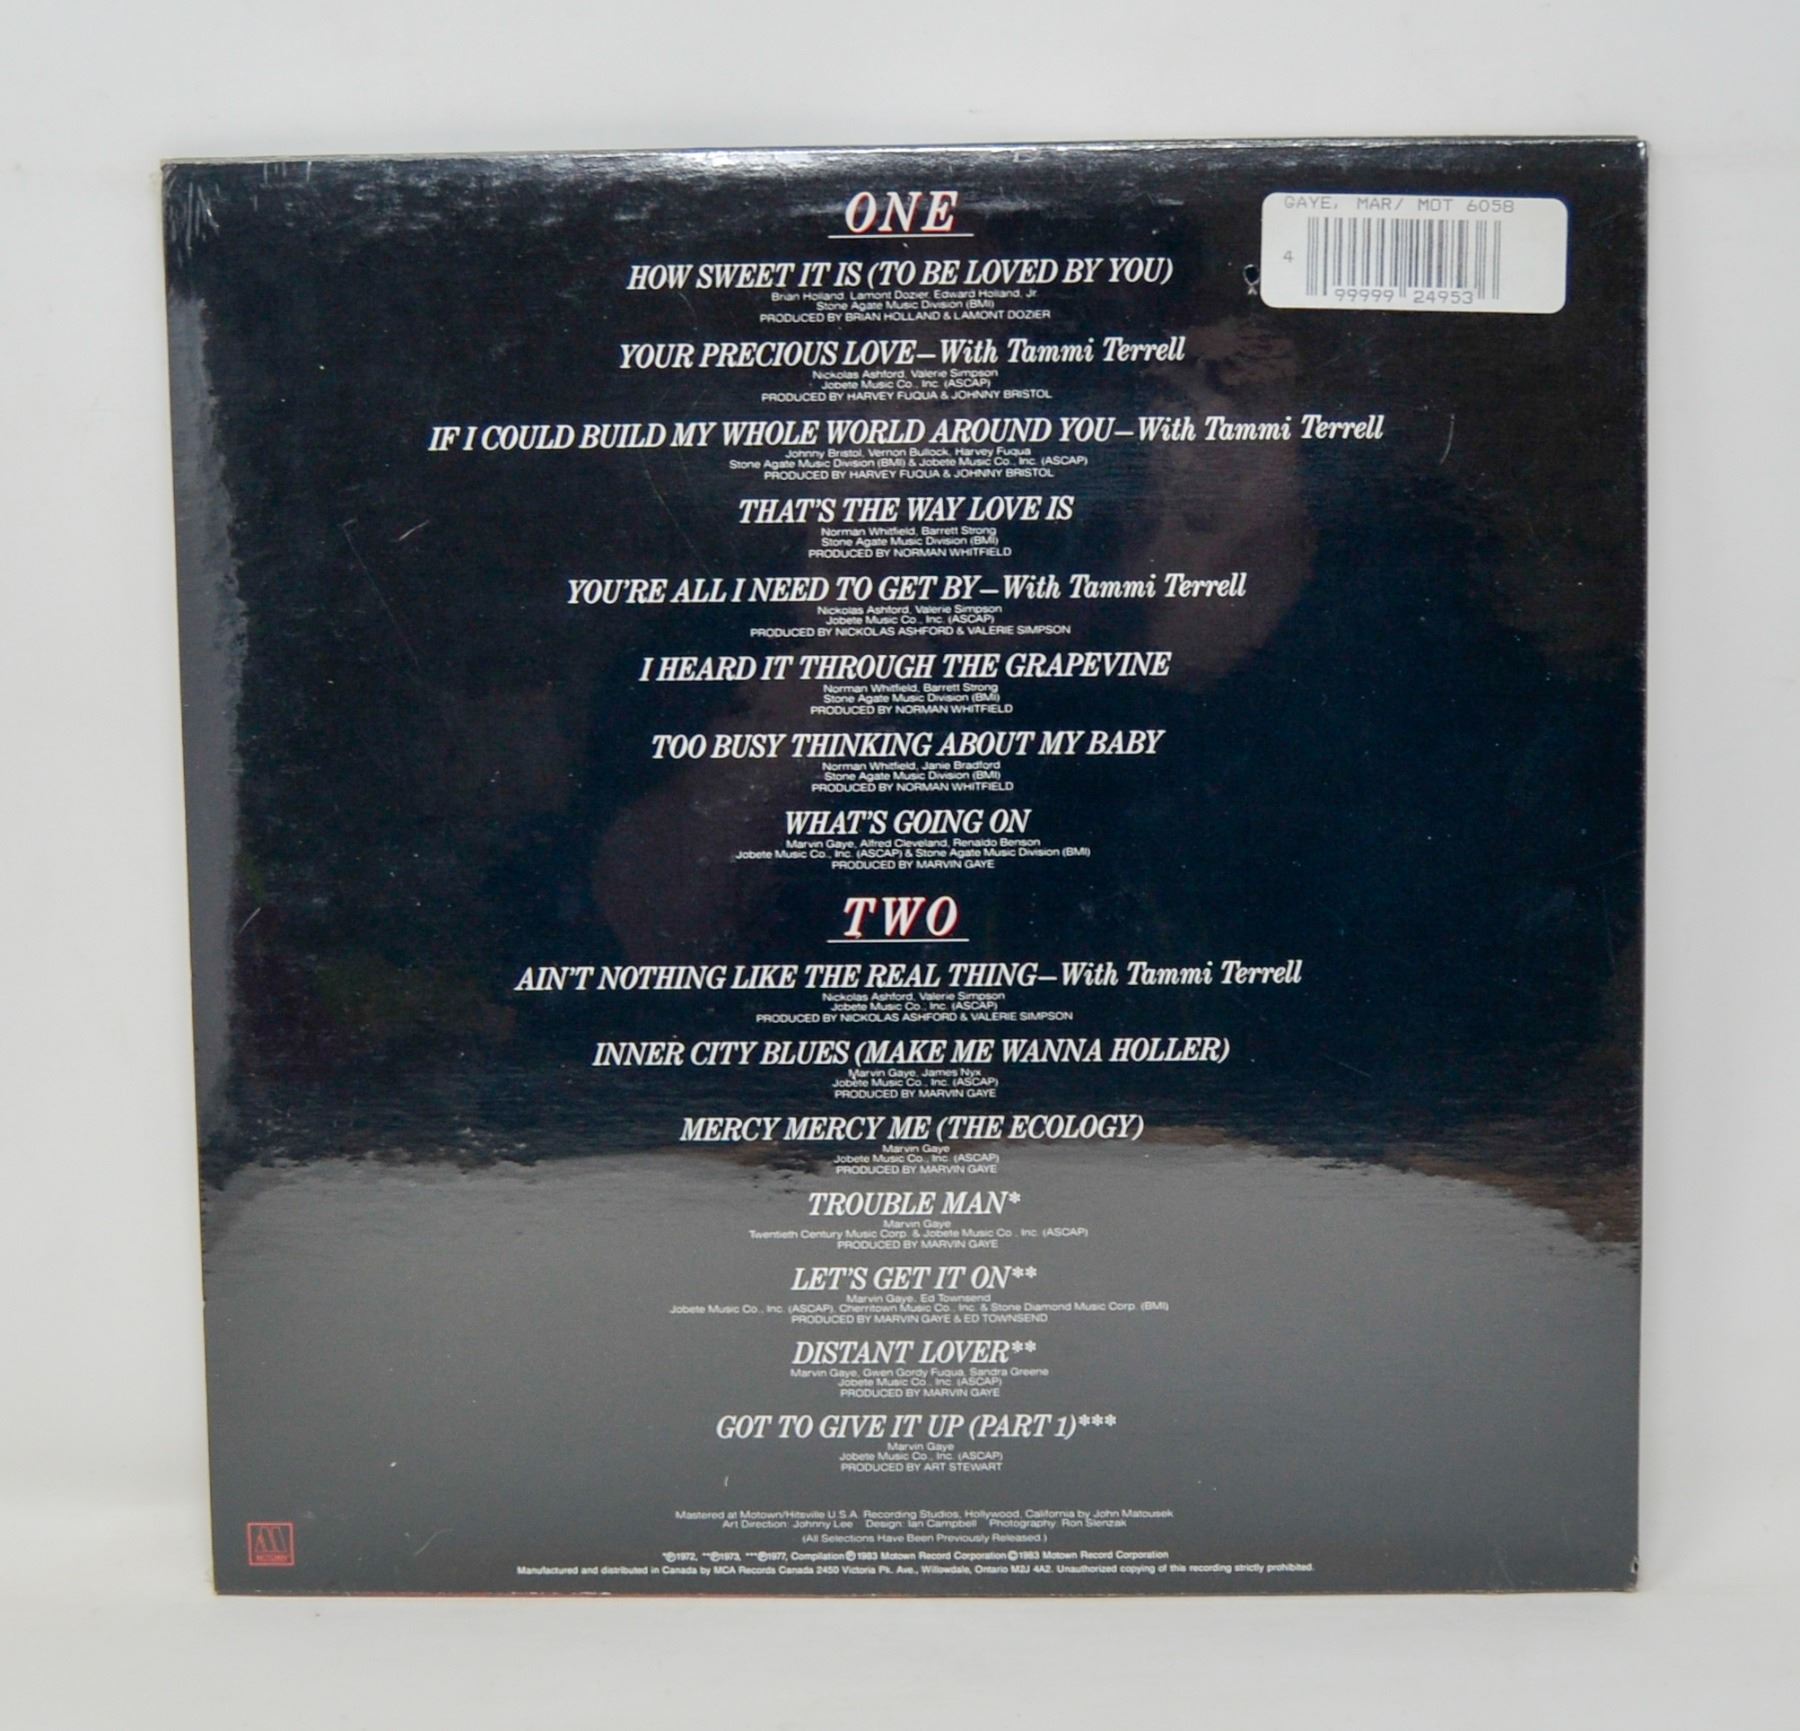 GAYE, MAR/ MOT 6058
4 99999 24953
ONE
HOW SWEET IT IS (TO BE LOVED BY YOU)
Brian Holland, Lamont Dozier, Edward Holland, Jr.
Stone Agate Music Division (BMI)
PRODUCED BY BRIAN HOLLAND & LAMONT DOZIER
YOUR PRECIOUS LOVE—With Tammi Terrell
Nickolas Ashford, Valerie Simpson
Jobete Music Co., Inc. (ASCAP)
PRODUCED BY HARVEY FUQUA & JOHNNY BRISTOL
IF I COULD BUILD MY WHOLE WORLD AROUND YOU—With Tammi Terrell
Johnny Bristol, Vernon Bullock, Harvey Fuqua
Stone Agate Music Division (BMI) & Jobete Music Co., Inc. (ASCAP)
PRODUCED BY HARVEY FUQUA & JOHNNY BRISTOL
THAT'S THE WAY LOVE IS
Norman Whitfield, Barrett Strong
Stone Agate Music Division (BMI)
PRODUCED BY NORMAN WHITFIELD
YOU'RE ALL I NEED TO GET BY—With Tammi Terrell
Nickolas Ashford, Valerie Simpson
Jobete Music Co., Inc. (ASCAP)
PRODUCED BY NICKOLAS ASHFORD & VALERIE SIMPSON
I HEARD IT THROUGH THE GRAPEVINE
Norman Whitfield, Barrett Strong
Stone Agate Music Division (BMI)
PRODUCED BY NORMAN WHITFIELD
TOO BUSY THINKING ABOUT MY BABY
Norman Whitfield, Janie Bradford
Stone Agate Music Division (BMI)
PRODUCED BY NORMAN WHITFIELD
WHAT'S GOING ON
Marvin Gaye, Alfred Cleveland, Renaldo Benson
Jobete Music Co., Inc. (ASCAP) & Stone Agate Music Division (BMI)
PRODUCED BY MARVIN GAYE
TWO
AIN'T NOTHING LIKE THE REAL THING—With Tammi Terrell
Nickolas Ashford, Valerie Simpson
Jobete Music Co., Inc. (ASCAP)
PRODUCED BY NICKOLAS ASHFORD & VALERIE SIMPSON
INNER CITY BLUES (MAKE ME WANNA HOLLER)
Marvin Gaye, James Nyx
Jobete Music Co., Inc. (ASCAP)
PRODUCED BY MARVIN GAYE
MERCY MERCY ME (THE ECOLOGY)
Marvin Gaye
Jobete Music Co., Inc. (ASCAP)
PRODUCED BY MARVIN GAYE
TROUBLE MAN*
Marvin Gaye
Twentieth Century Music Corp. & Jobete Music Co., Inc. (ASCAP)
PRODUCED BY MARVIN GAYE
LET'S GET IT ON**
Marvin Gaye, Ed Townsend
Jobete Music Co., Inc. (ASCAP), Cherritown Music Co., Inc. & Stone Diamond Music Corp. (BMI)
PRODUCED BY MARVIN GAYE & ED TOWNSEND
DISTANT LOVER**
Marvin Gaye, Gwen Gordy Fuqua, Sandra Greene
Jobete Music Co., Inc. (ASCAP)
PRODUCED BY MARVIN GAYE
GOT TO GIVE IT UP (PART 1)***
Marvin Gaye
Jobete Music Co., Inc. (ASCAP)
PRODUCED BY ART STEWART
Mastered at Motown/Hitsville U.S.A. Recording Studios, Hollywood, California by John Matousek
Art Direction: Johnny Lee Design: Ian Campbell Photography: Ron Slenzak
(All Selections Have Been Previously Released.)
*℗1972, **℗1973, ***℗1977, Compilation ℗ 1983 Motown Record Corporation © 1983 Motown Record Corporation
Manufactured and distributed in Canada by MCA Records Canada 2450 Victoria Pk. Ave., Willowdale, Ontario M2J 4A2. Unauthorized copying of this recording strictly prohibited.
MOTOWN